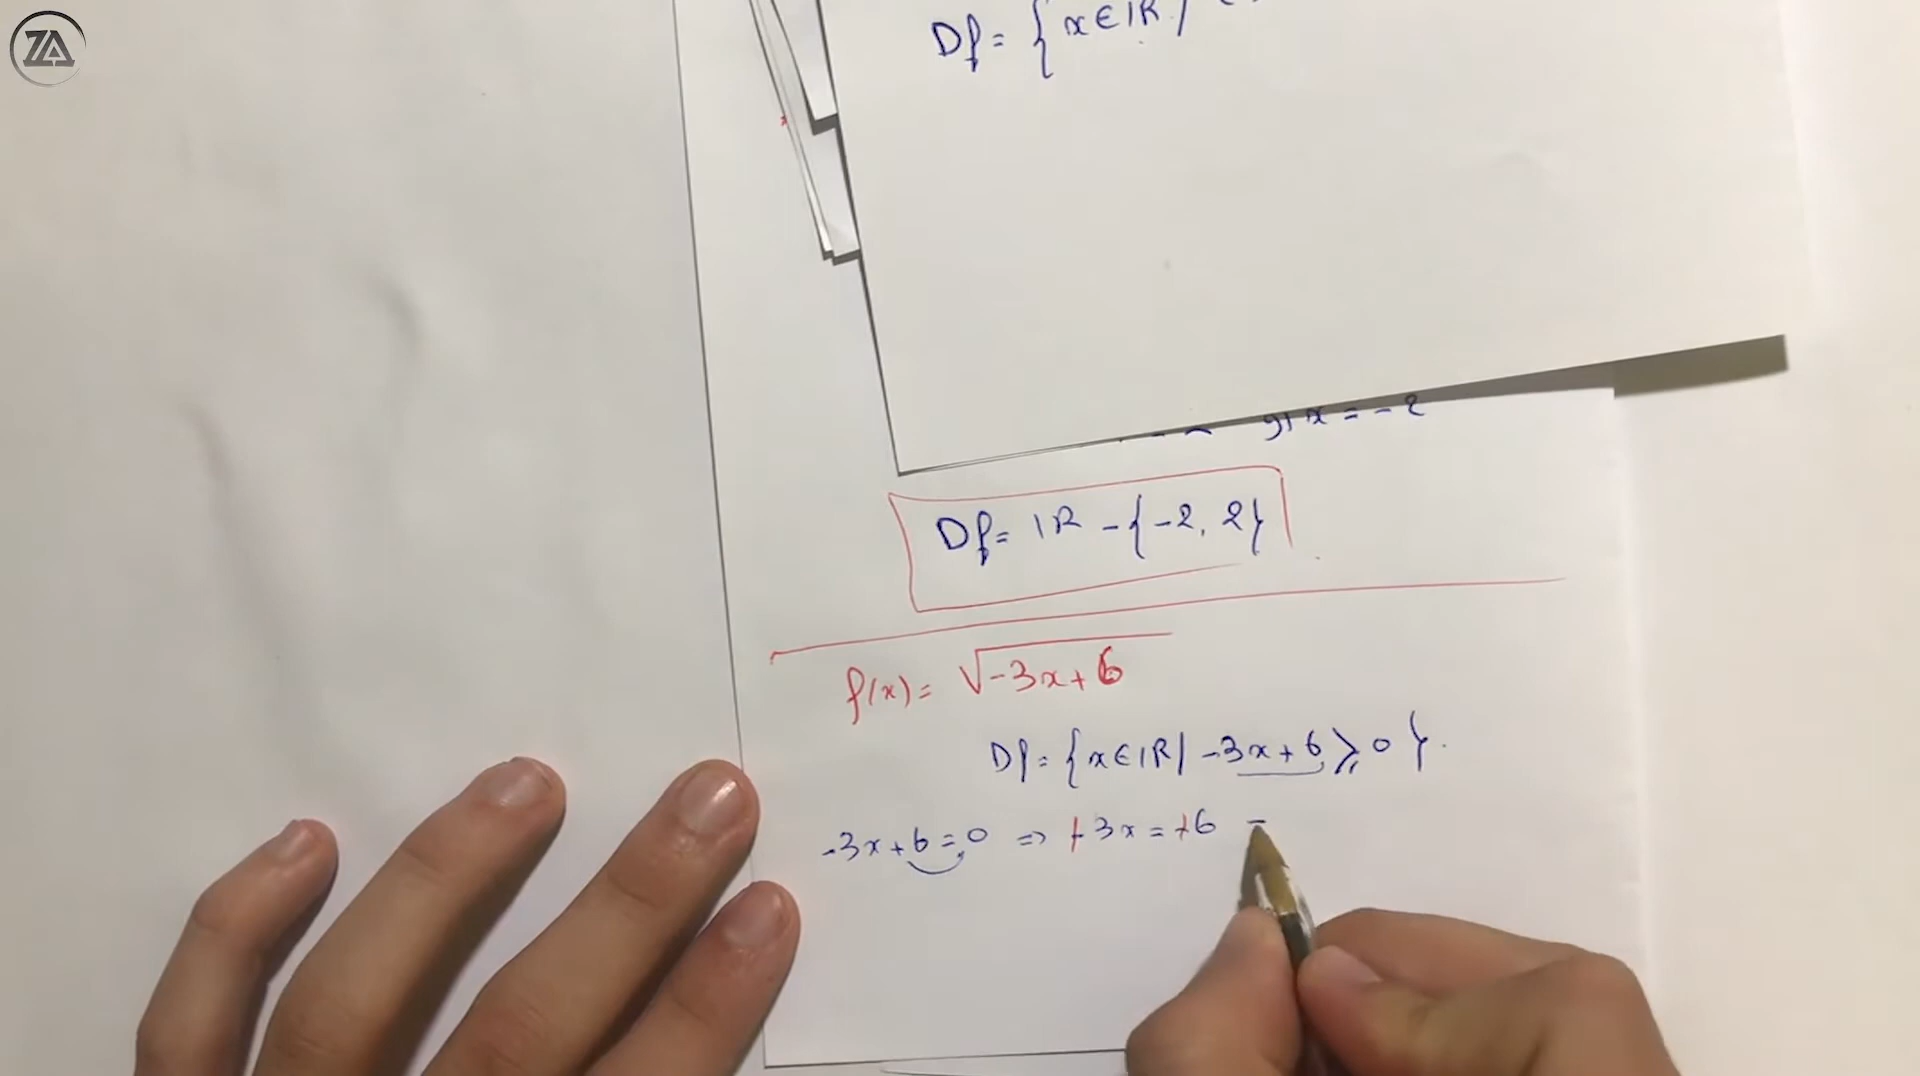 ZA
Df = { x ∈ IR /
x = -2
Df = IR - { -2, 2 }
f(x) = √-3x + 6
Df = { x ∈ IR / -3x + 6 ⩾ 0 }.
-3x + 6 = 0 => +3x = +6 =